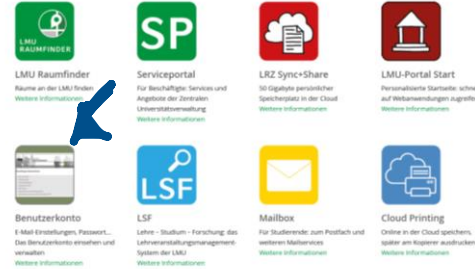 LMU
RAUMFINDER
LMU Raumfinder
Räume an der LMU finden
Weitere Informationen
SP
Serviceportal
Für Beschäftigte: Services und
Angebote der Zentralen
Universitätsverwaltung
Weitere Informationen
LRZ Sync+Share
50 Gigabyte persönlicher
Speicherplatz in der Cloud
Weitere Informationen
LMU-Portal Start
Personalisierte Startseite: schne
auf Webanwendungen zugreife
Weitere Informationen
Benutzerkonto
E-Mail-Einstellungen, Passwort...
Das Benutzerkonto einsehen und
verwalten
Weitere Informationen
LSF
LSF
Lehre – Studium – Forschung: das
Lehrveranstaltungsmanagement-
System der LMU
Weitere Informationen
Mailbox
Für Studierende: zum Postfach und
weiteren Mailservices
Weitere Informationen
Cloud Printing
Online in der Cloud speichern,
später am Kopierer ausdrucken
Weitere Informationen